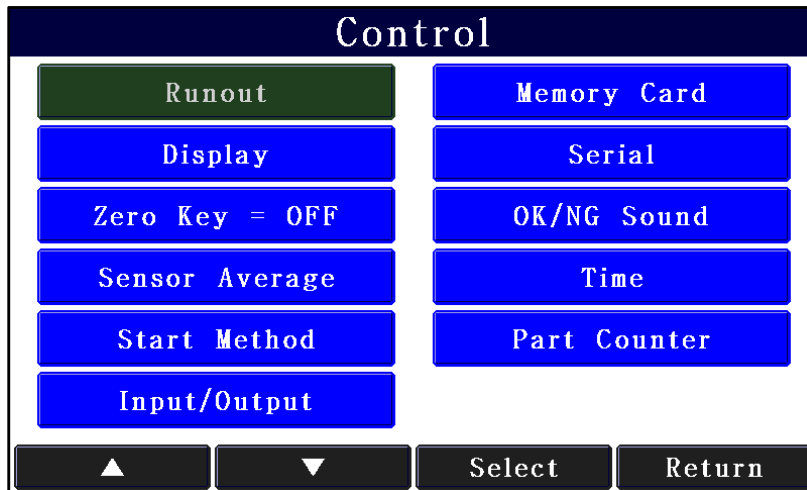 Control
Runout
Display
Zero Key = OFF
Sensor Average
Start Method
Input/Output
Memory Card
Serial
OK/NG Sound
Time
Part Counter
▲ ▼ Select Return